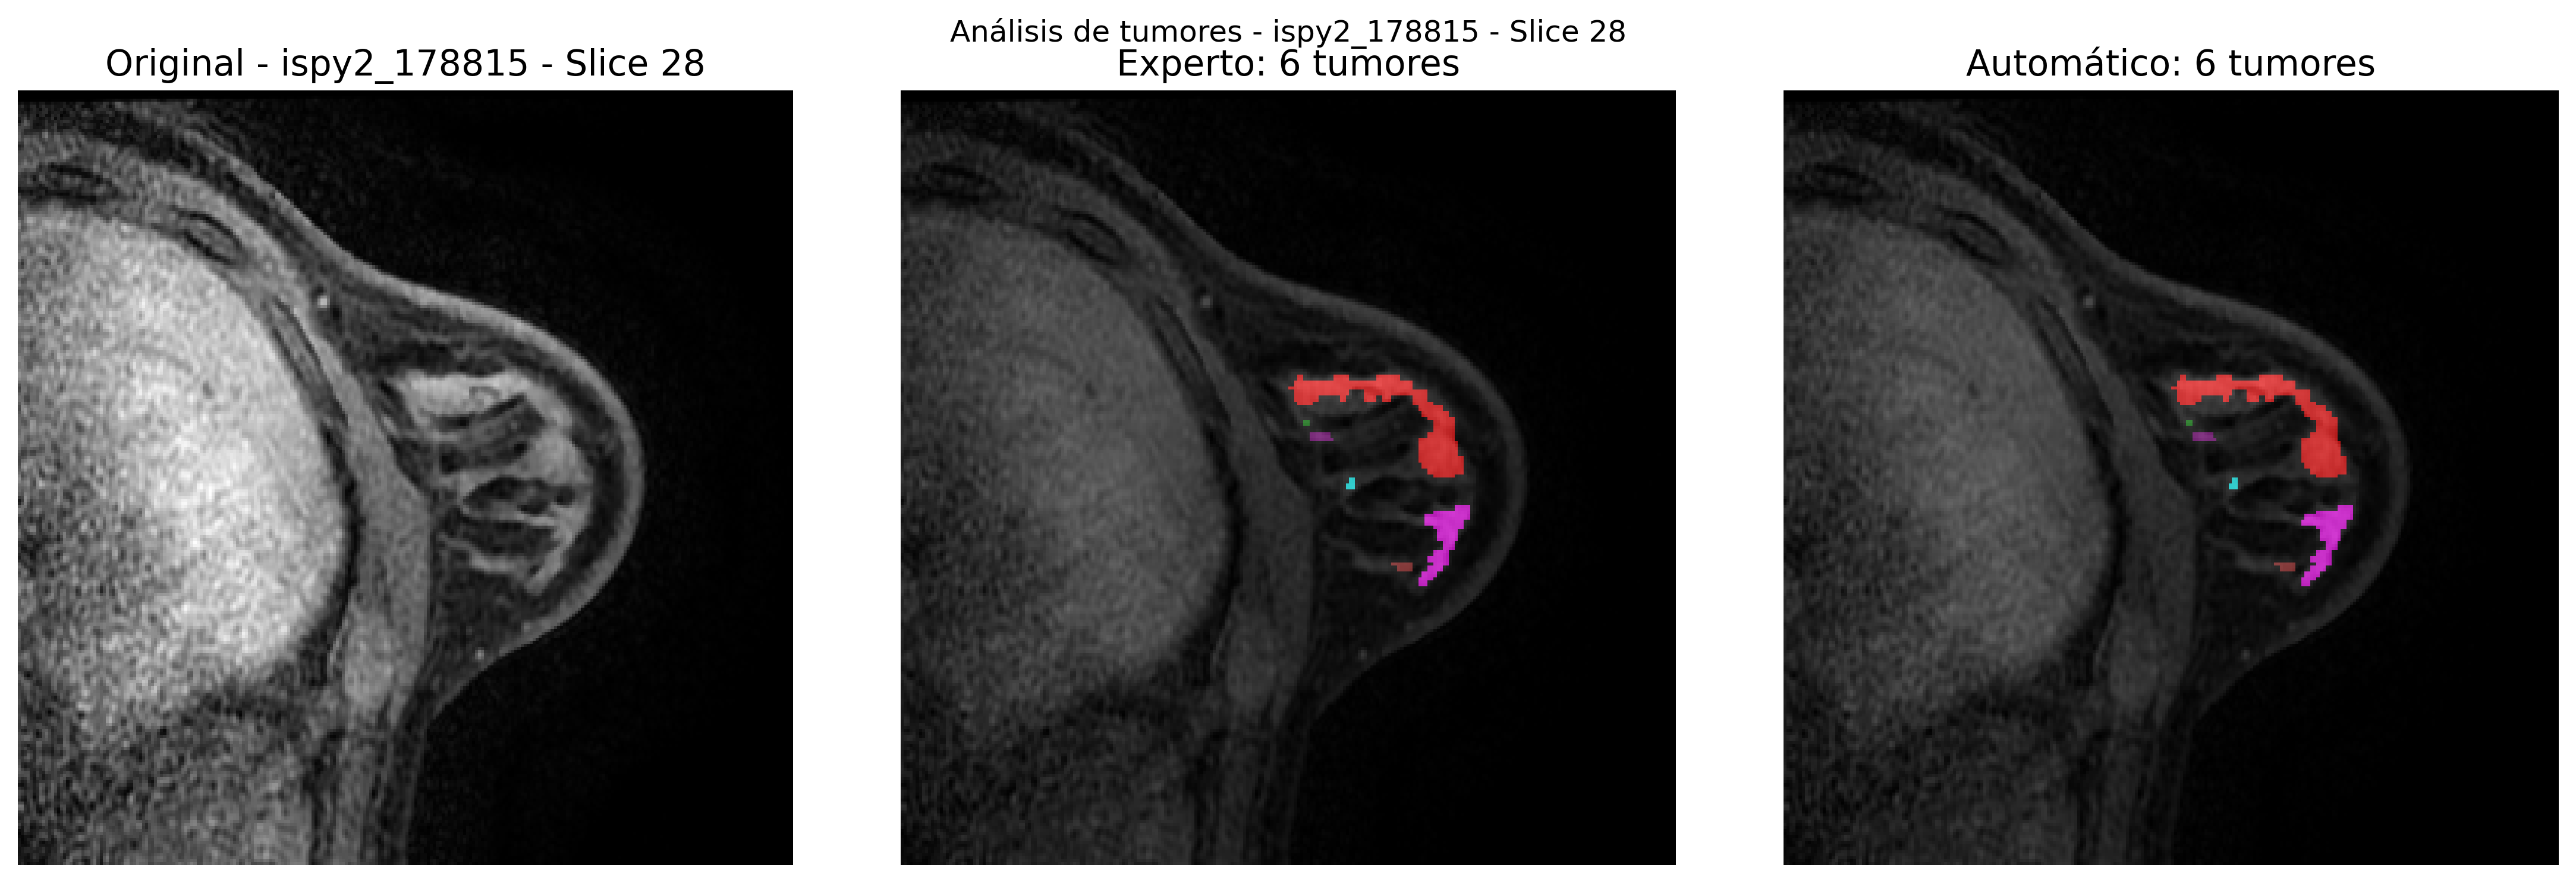 Análisis de tumores - ispy2_178815 - Slice 28
Original - ispy2_178815 - Slice 28
Experto: 6 tumores
Automático: 6 tumores